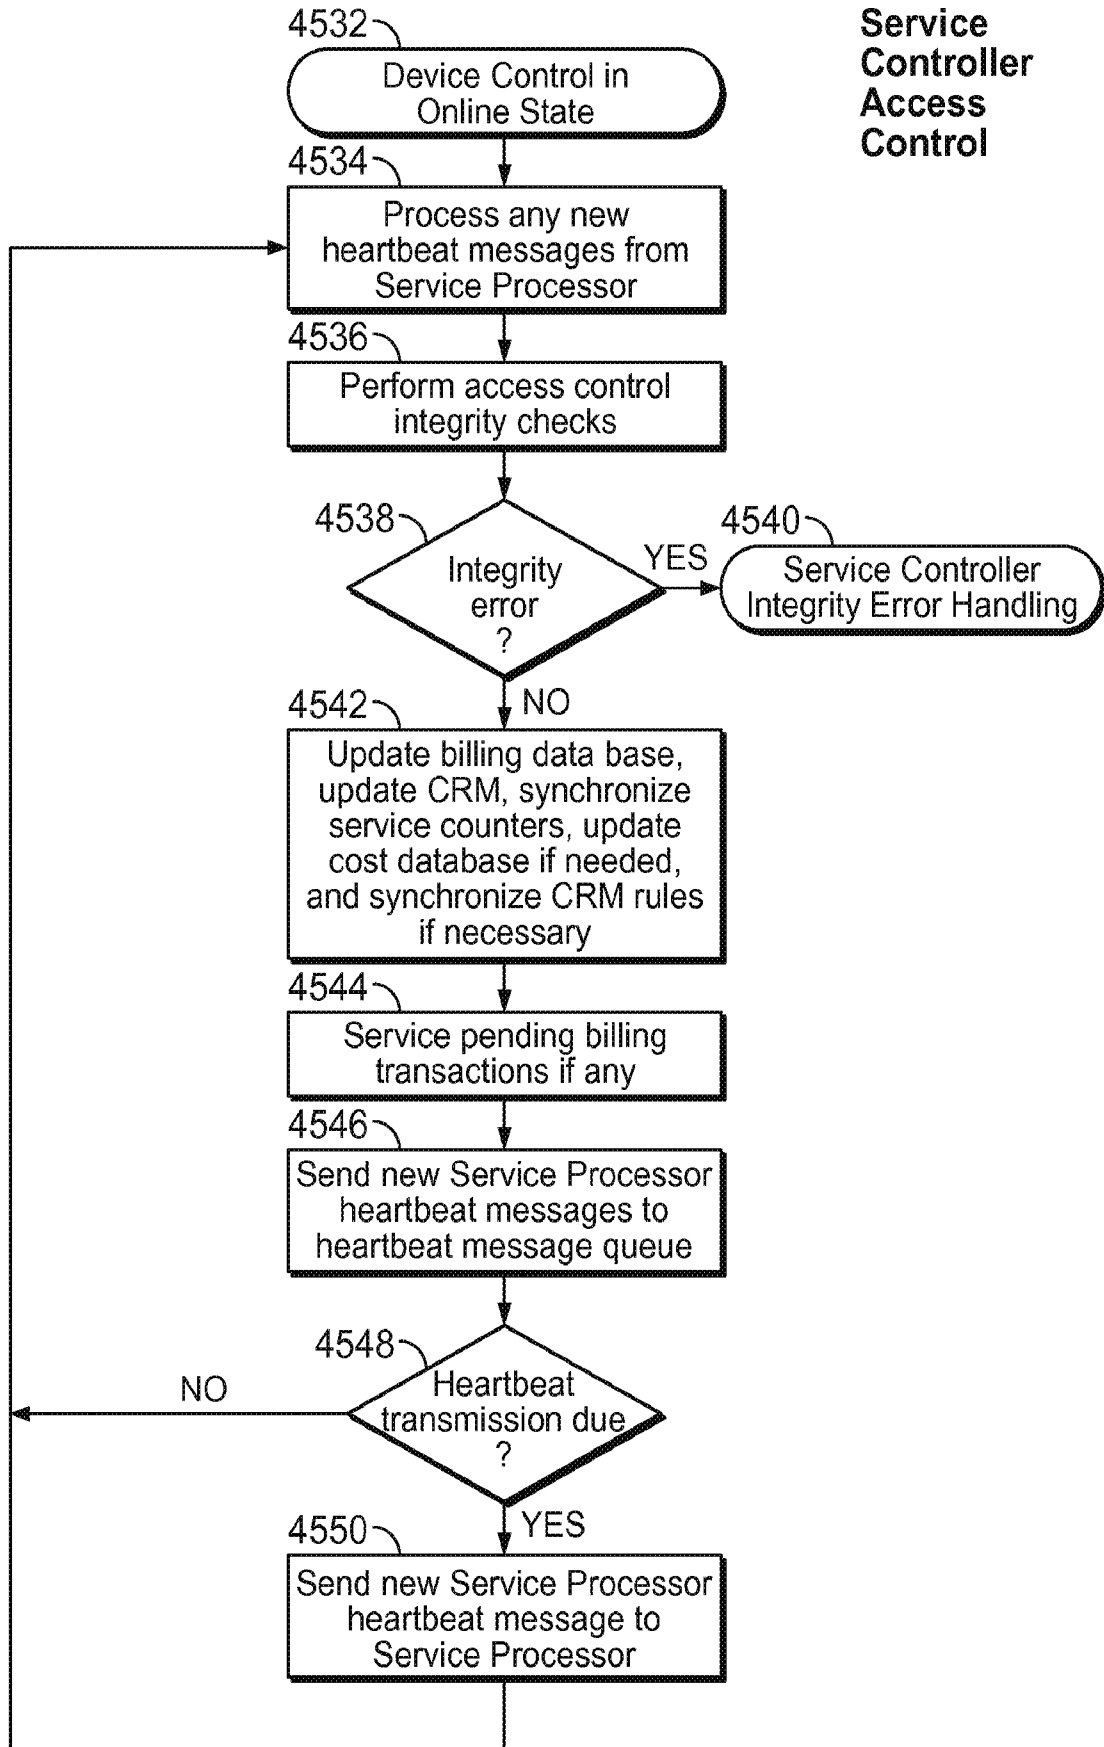 Service
Controller
Access
Control
4532
Device Control in
Online State
4534
Process any new
heartbeat messages from
Service Processor
4536
Perform access control
integrity checks
4538
Integrity
error
?
YES
4540
Service Controller
Integrity Error Handling
NO
4542
Update billing data base,
update CRM, synchronize
service counters, update
cost database if needed,
and synchronize CRM rules
if necessary
4544
Service pending billing
transactions if any
4546
Send new Service Processor
heartbeat messages to
heartbeat message queue
4548
Heartbeat
transmission due
?
NO
YES
4550
Send new Service Processor
heartbeat message to
Service Processor